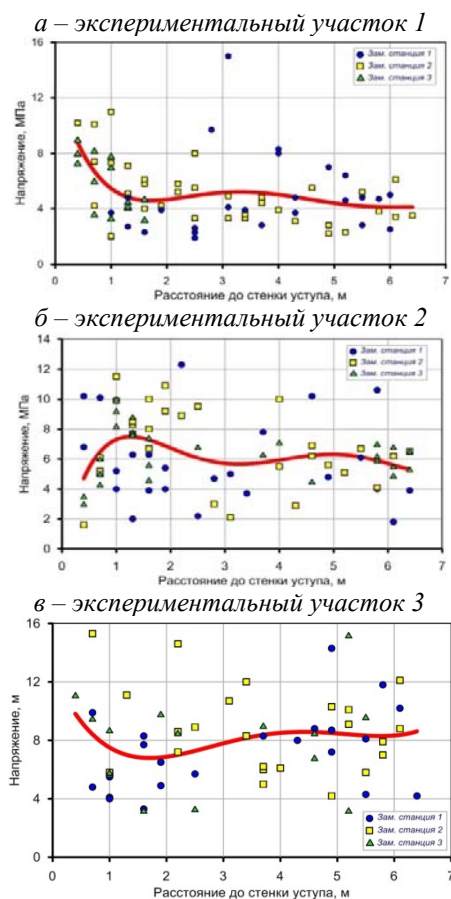 а – экспериментальный участок 1
16
12
8
4
0
Напряжение, МПа
Зам. станция 1
Зам. станция 2
Зам. станция 3
0 1 2 3 4 5 6 7
Расстояние до стенки уступа, м
б – экспериментальный участок 2
14
12
10
8
6
4
2
0
Напряжение, МПа
Зам. станция 1
Зам. станция 2
Зам. станция 3
0 1 2 3 4 5 6 7
Расстояние до стенки уступа, м
в – экспериментальный участок 3
16
12
8
4
0
Напряжение, м
Зам. станция 1
Зам. станция 2
Зам. станция 3
0 1 2 3 4 5 6 7
Расстояние до стенки уступа, м